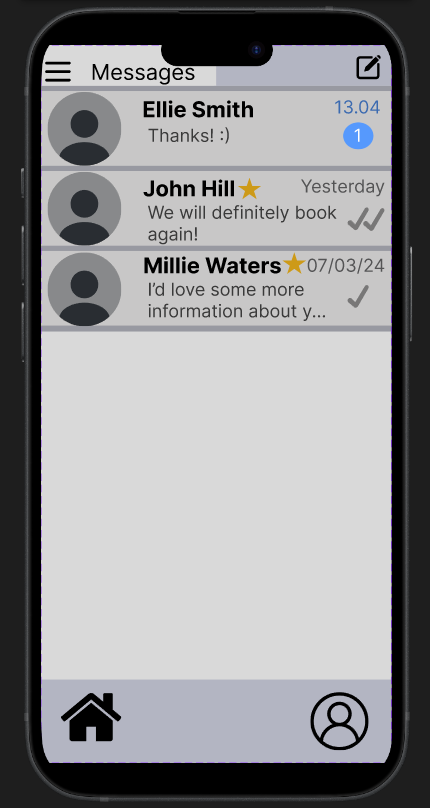 Messages
Ellie Smith 13.04
Thanks! :) 1
John Hill Yesterday
We will definitely book
again!
Millie Waters 07/03/24
I'd love some more
information about y...